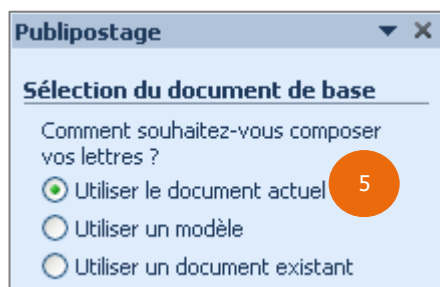 Publipostage
Sélection du document de base
Comment souhaitez-vous composer
vos lettres ?
Utiliser le document actuel 5
Utiliser un modèle
Utiliser un document existant